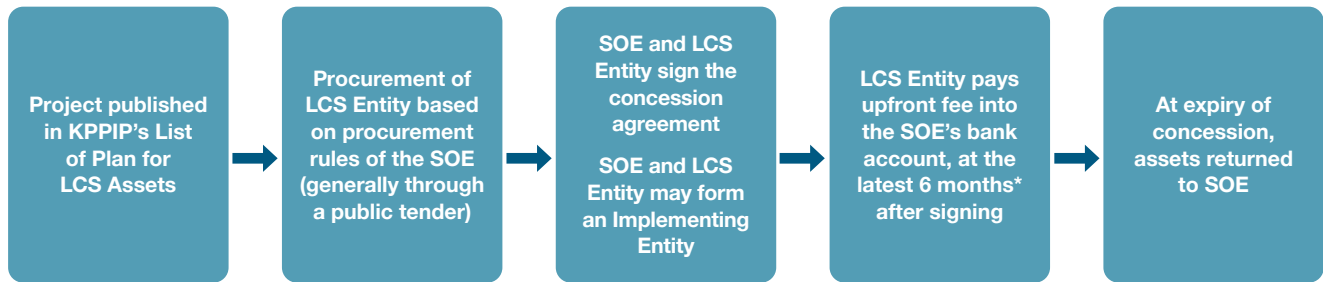 Project published
in KPPIP's List
of Plan for
LCS Assets
Procurement of
LCS Entity based
on procurement
rules of the SOE
(generally through
a public tender)
SOE and LCS
Entity sign the
concession
agreement
SOE and LCS
Entity may form
an Implementing
Entity
LCS Entity pays
upfront fee into
the SOE's bank
account, at the
latest 6 months*
after signing
At expiry of
concession,
assets returned
to SOE